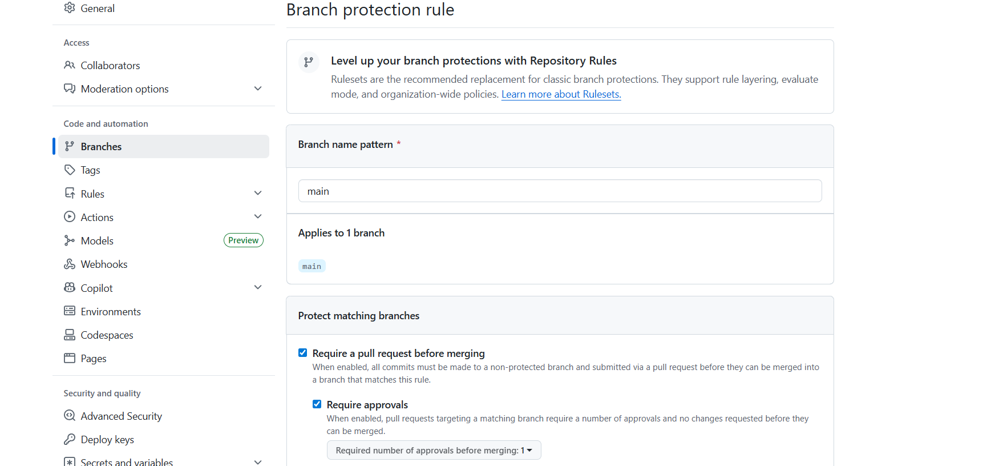 General
Access
Collaborators
Moderation options
Code and automation
Branches
Tags
Rules
Actions
Models
Preview
Webhooks
Copilot
Environments
Codespaces
Pages
Security and quality
Advanced Security
Deploy keys
Secrets and variables
Branch protection rule
Level up your branch protections with Repository Rules
Rulesets are the recommended replacement for classic branch protections. They support rule layering, evaluate
mode, and organization-wide policies. Learn more about Rulesets.
Branch name pattern *
main
Applies to 1 branch
main
Protect matching branches
Require a pull request before merging
When enabled, all commits must be made to a non-protected branch and submitted via a pull request before they can be merged into
a branch that matches this rule.
Require approvals
When enabled, pull requests targeting a matching branch require a number of approvals and no changes requested before they
can be merged.
Required number of approvals before merging: 1